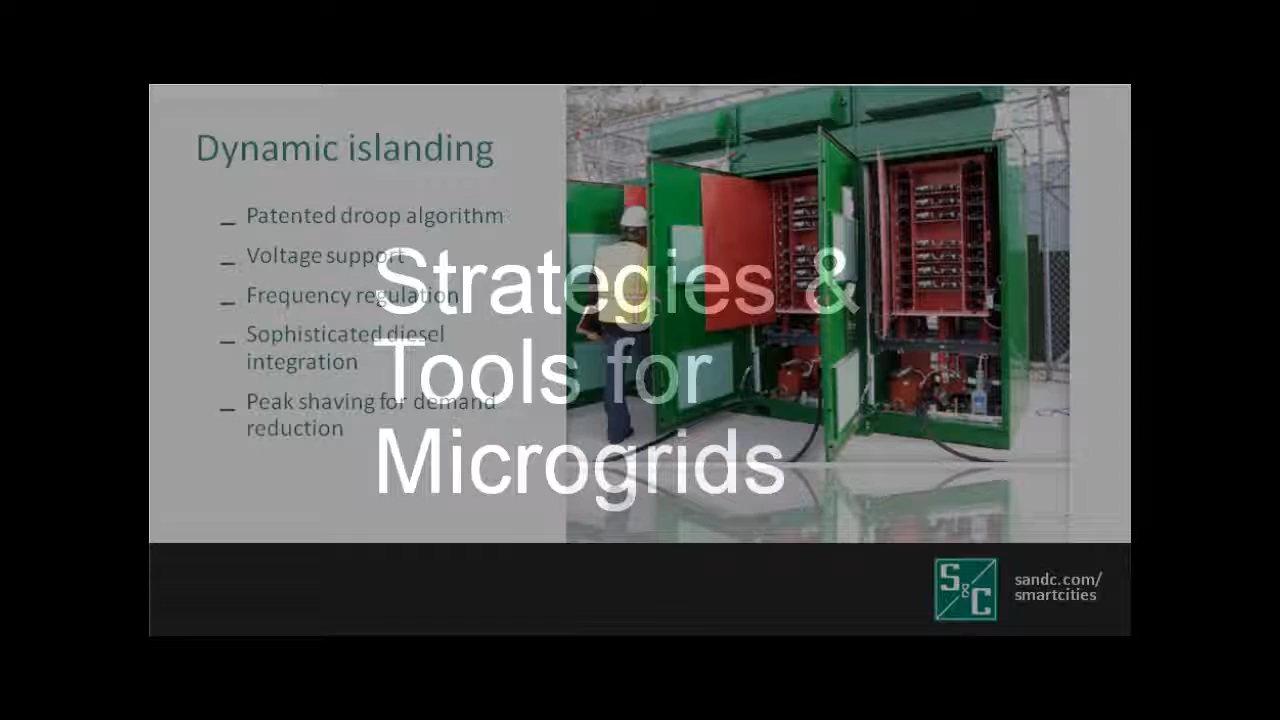 Dynamic islanding
_ Patented droop algorithm
_ Voltage support
_ Frequency regulation
_ Sophisticated diesel
integration
_ Peak shaving for demand
reduction
Strategies &
Tools for
Microgrids
S&C
sandc.com/
smartcities